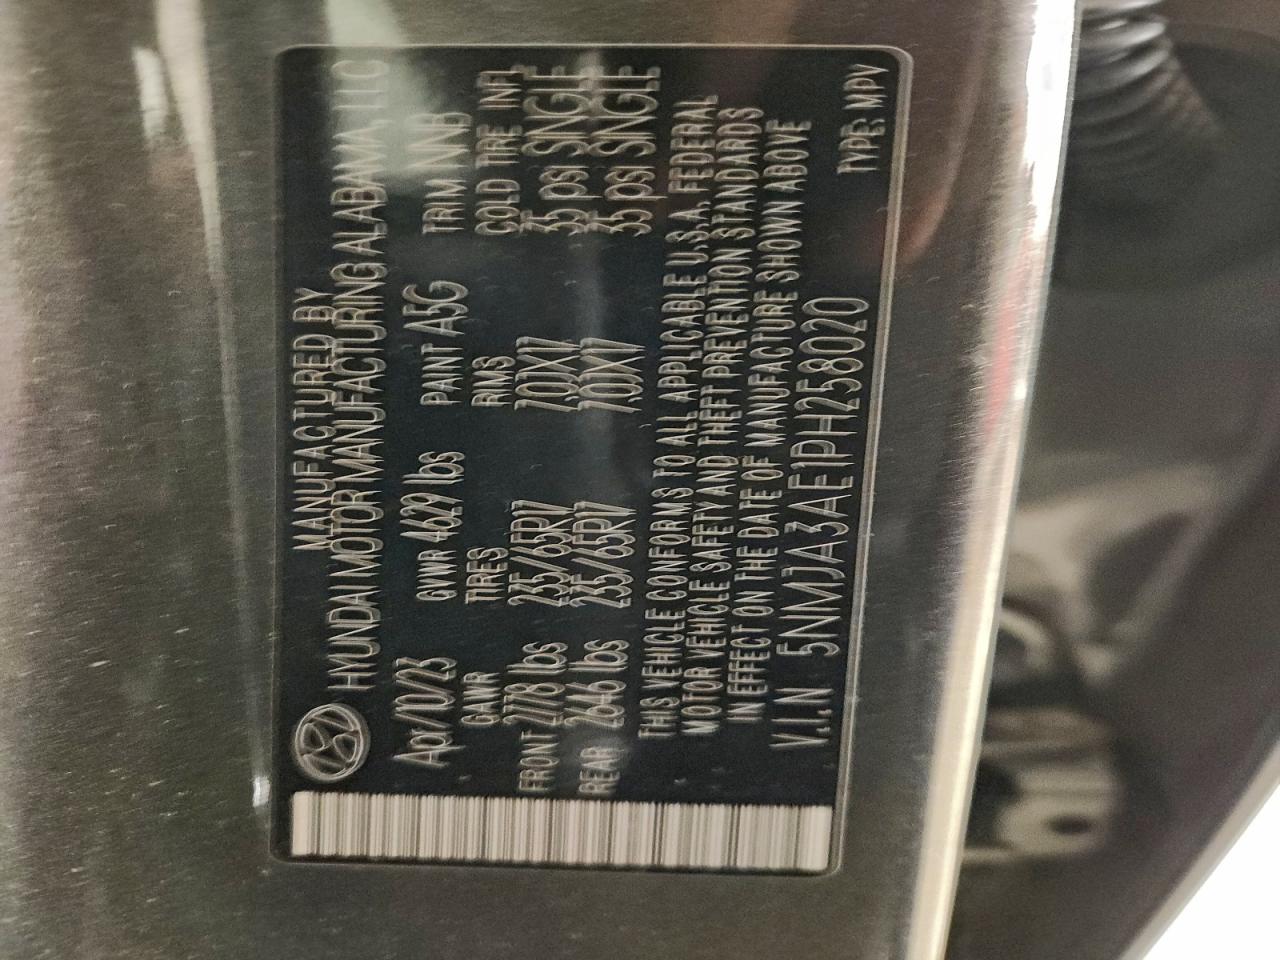 MANUFACTURED BY
HYUNDAI MOTOR MANUFACTURING ALABAMA, LLC
Apr/10/23 GVWR 4629 lbs PAINT A5G TRIM NNB
GAWR TIRES RIMS COLD TIRE INFL
FRONT 2778 lbs 235/65R17 7.0JX17 35 psi SINGLE
REAR 2646 lbs 235/65R17 7.0JX17 35 psi SINGLE
THIS VEHICLE CONFORMS TO ALL APPLICABLE U.S.A. FEDERAL
MOTOR VEHICLE SAFETY AND THEFT PREVENTION STANDARDS
IN EFFECT ON THE DATE OF MANUFACTURE SHOWN ABOVE
V.I.N 5NMJA3AE1PH258020 TYPE: MPV